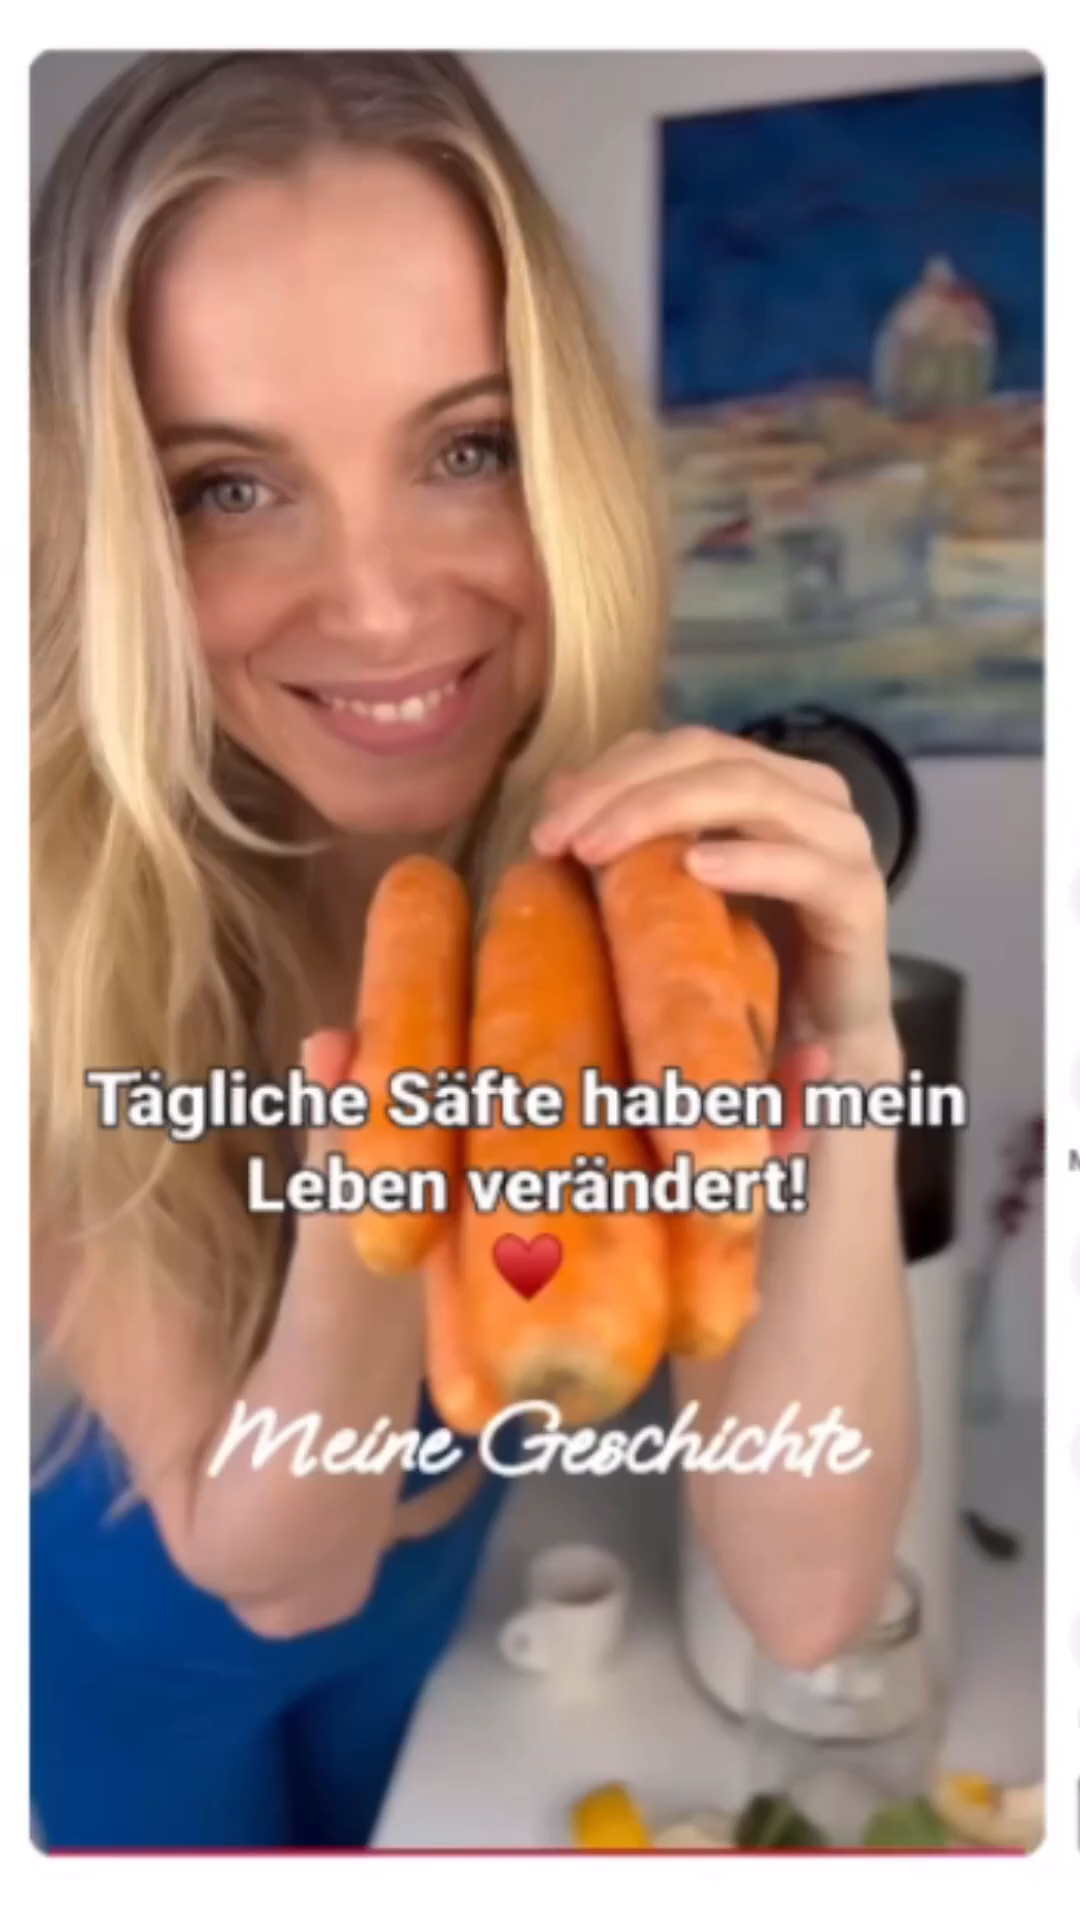 Tägliche Säfte haben mein
Leben verändert!
♥️
Meine Geschichte